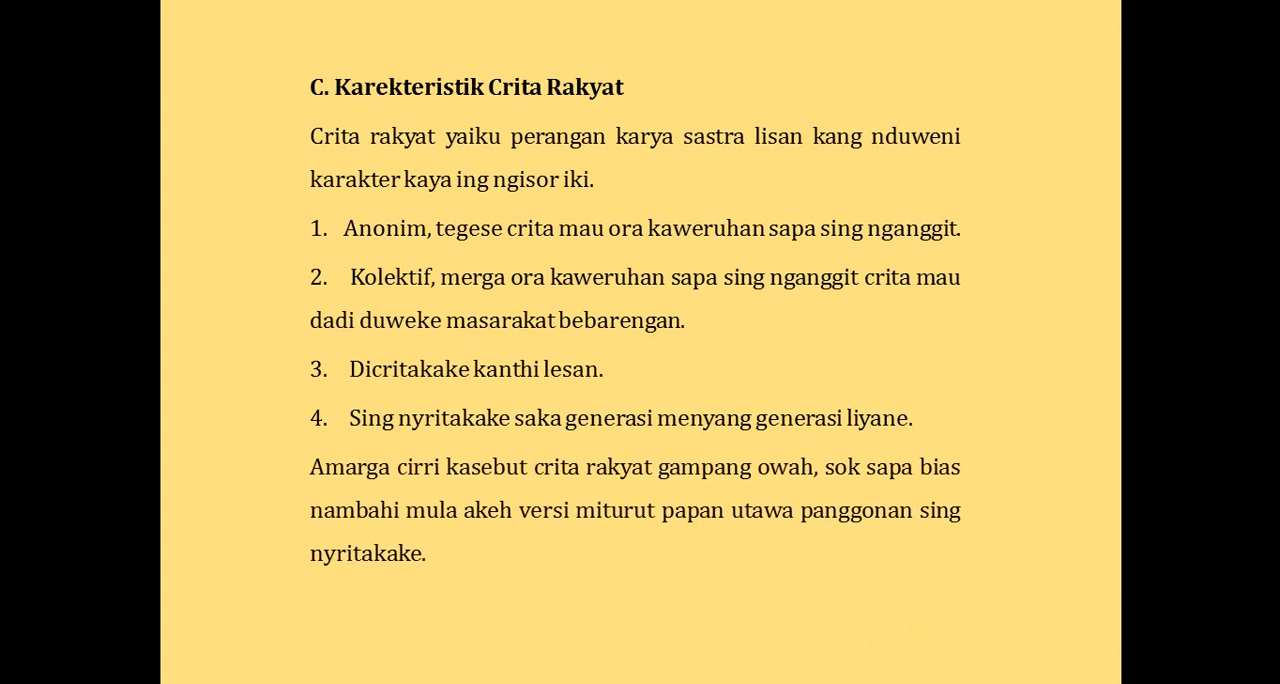 C. Karekteristik Crita Rakyat
Crita rakyat yaiku perangan karya sastra lisan kang nduweni
karakter kaya ing ngisor iki.
1. Anonim, tegese crita mau ora kaweruhan sapa sing nganggit.
2. Kolektif, merga ora kaweruhan sapa sing nganggit crita mau
dadi duweke masarakat bebarengan.
3. Dicritakake kanthi lesan.
4. Sing nyritakake saka generasi menyang generasi liyane.
Amarga cirri kasebut crita rakyat gampang owah, sok sapa bias
nambahi mula akeh versi miturut papan utawa panggonan sing
nyritakake.